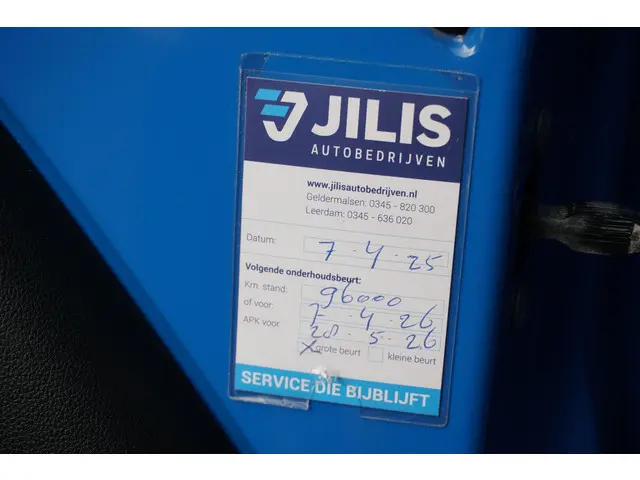 JILIS
AUTOBEDRIJVEN
www.jilisautobedrijven.nl
Geldermalsen: 0345 - 820 300
Leerdam: 0345 - 636 020
Datum: 7 - 4 - 25
Volgende onderhoudsbeurt:
Km. stand: 96000
of voor: 7 - 4 - 26
APK voor: 28 - 5 - 26
X grote beurt kleine beurt
SERVICE DIE BIJBLIJFT